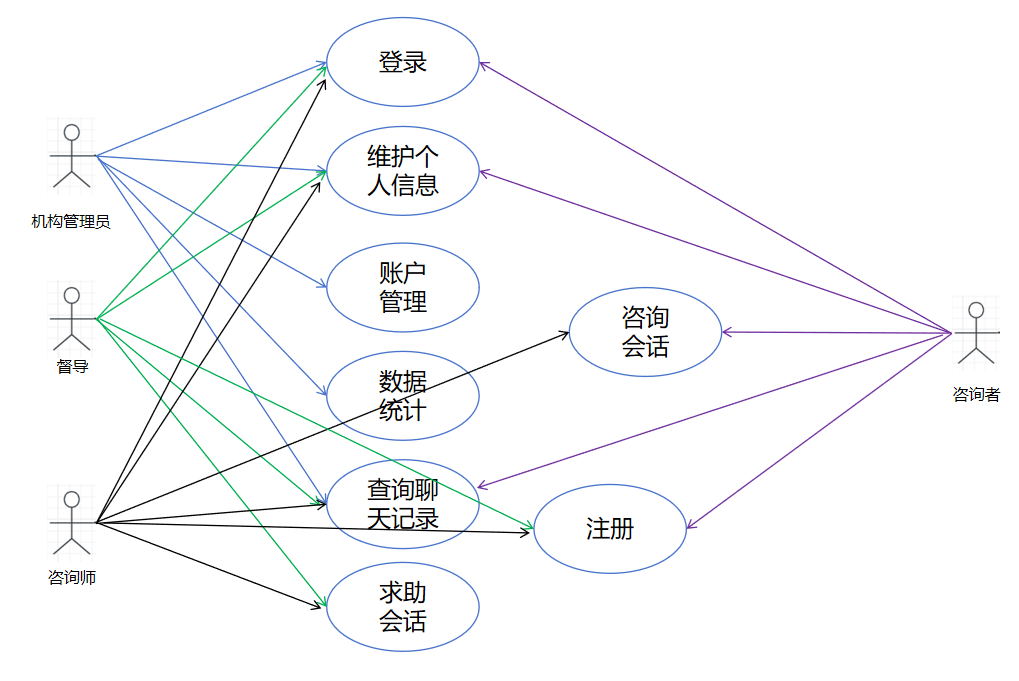 登录
维护个
人信息
机构管理员
账户
管理
督导
咨询
会话
咨询者
数据
统计
查询聊
天记录
注册
咨询师
求助
会话